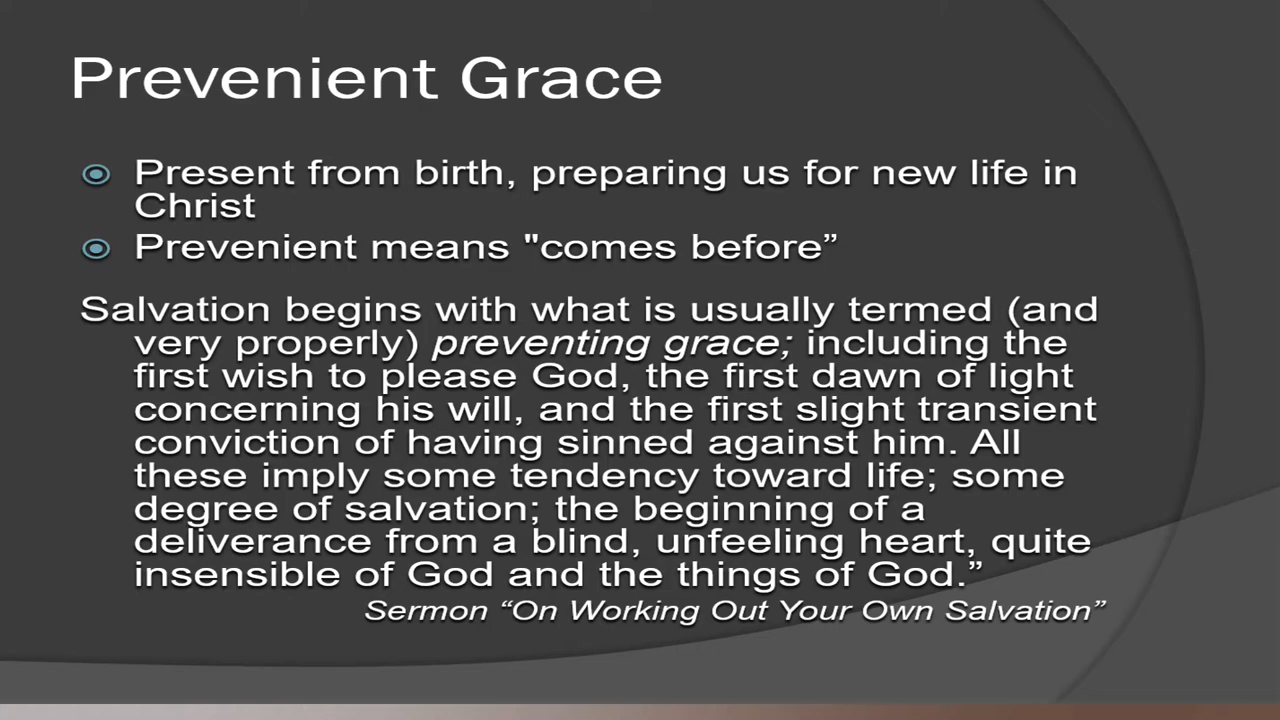 Prevenient Grace
Present from birth, preparing us for new life in
Christ
Prevenient means "comes before”
Salvation begins with what is usually termed (and
very properly) preventing grace; including the
first wish to please God, the first dawn of light
concerning his will, and the first slight transient
conviction of having sinned against him. All
these imply some tendency toward life; some
degree of salvation; the beginning of a
deliverance from a blind, unfeeling heart, quite
insensible of God and the things of God.”
Sermon “On Working Out Your Own Salvation”